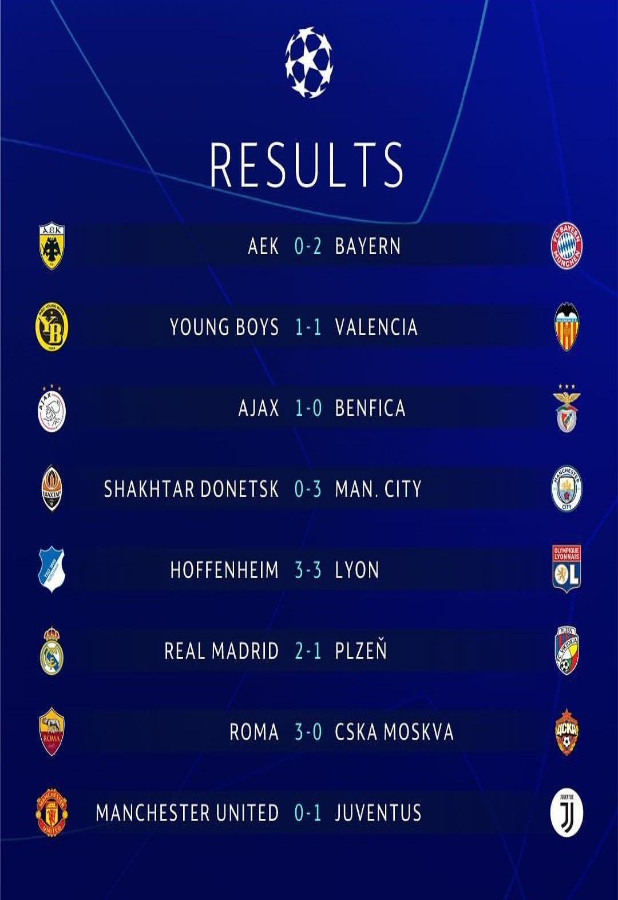 RESULTS
AEK 0-2 BAYERN
YOUNG BOYS 1-1 VALENCIA
AJAX 1-0 BENFICA
SHAKHTAR DONETSK 0-3 MAN. CITY
HOFFENHEIM 3-3 LYON
REAL MADRID 2-1 PLZEŇ
ROMA 3-0 CSKA MOSKVA
MANCHESTER UNITED 0-1 JUVENTUS